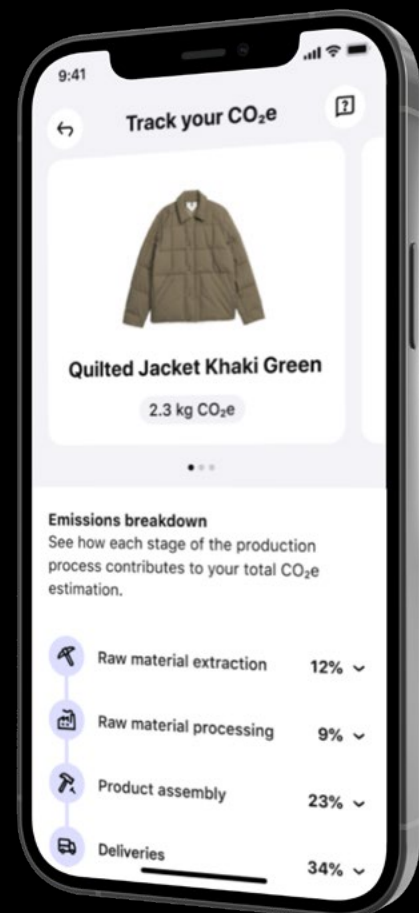 9:41
Track your CO₂e
Quilted Jacket Khaki Green
2.3 kg CO₂e
Emissions breakdown
See how each stage of the production
process contributes to your total CO₂e
estimation.
Raw material extraction 12%
Raw material processing 9%
Product assembly 23%
Deliveries 34%